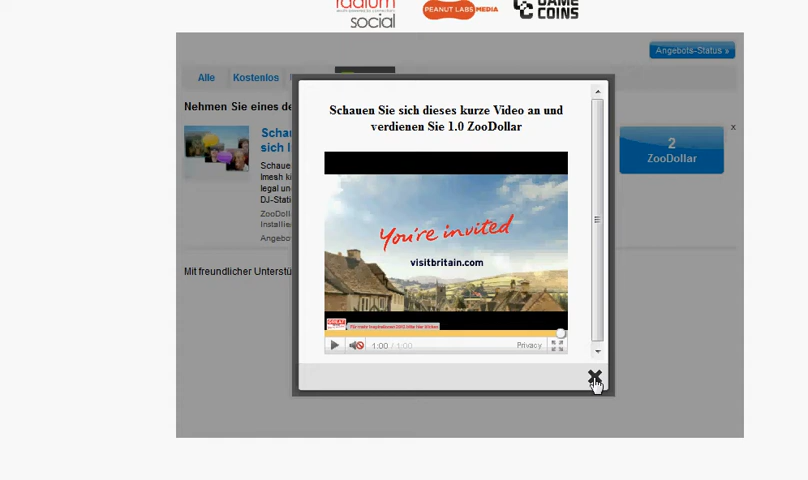 radium
social
PEANUT LABS MEDIA
GAME
COINS
Angebots-Status »
Alle
Kostenlos
Nehmen Sie eines de
Schauen Sie sich dieses kurze Video an und
verdienen Sie 1.0 ZooDollar
You're invited
visitbritain.com
1:00 / 1:00
Privacy
Schau
sich I
Schaue
Imesh k
legal un
DJ-Stati
ZooDoll
Installie
Angebo
2
ZooDollar
x
Mit freundlicher Unterstü